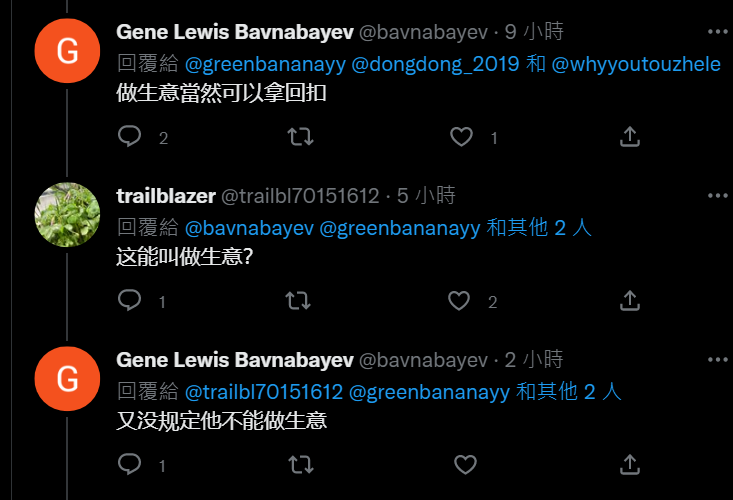 G
Gene Lewis Bavnabayev @bavnabayev · 9 小時
回覆給 @greenbananayy @dongdong_2019 和 @whyyoutouzhele
做生意當然可以拿回扣
2
1
trailblazer @trailbl70151612 · 5 小時
回覆給 @bavnabayev @greenbananayy 和其他 2 人
这能叫做生意？
1
2
G
Gene Lewis Bavnabayev @bavnabayev · 2 小時
回覆給 @trailbl70151612 @greenbananayy 和其他 2 人
又没规定他不能做生意
1